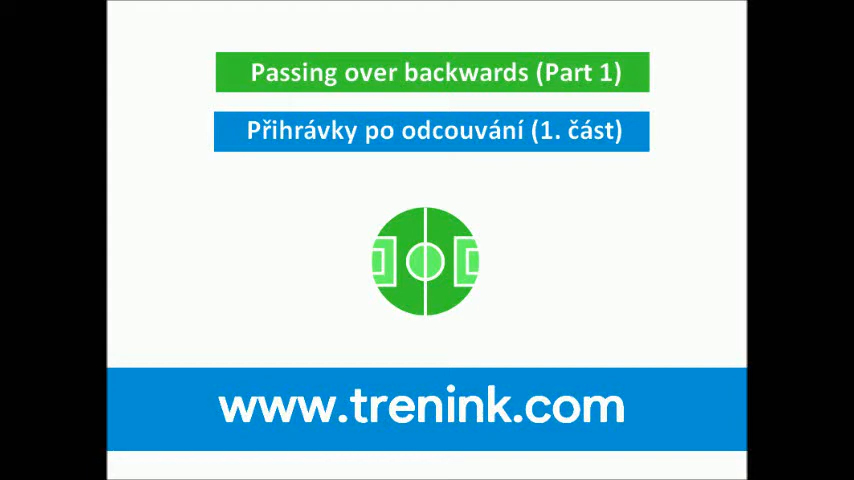 Passing over backwards (Part 1)
Přihrávky po odcouvání (1. část)
www.trenink.com